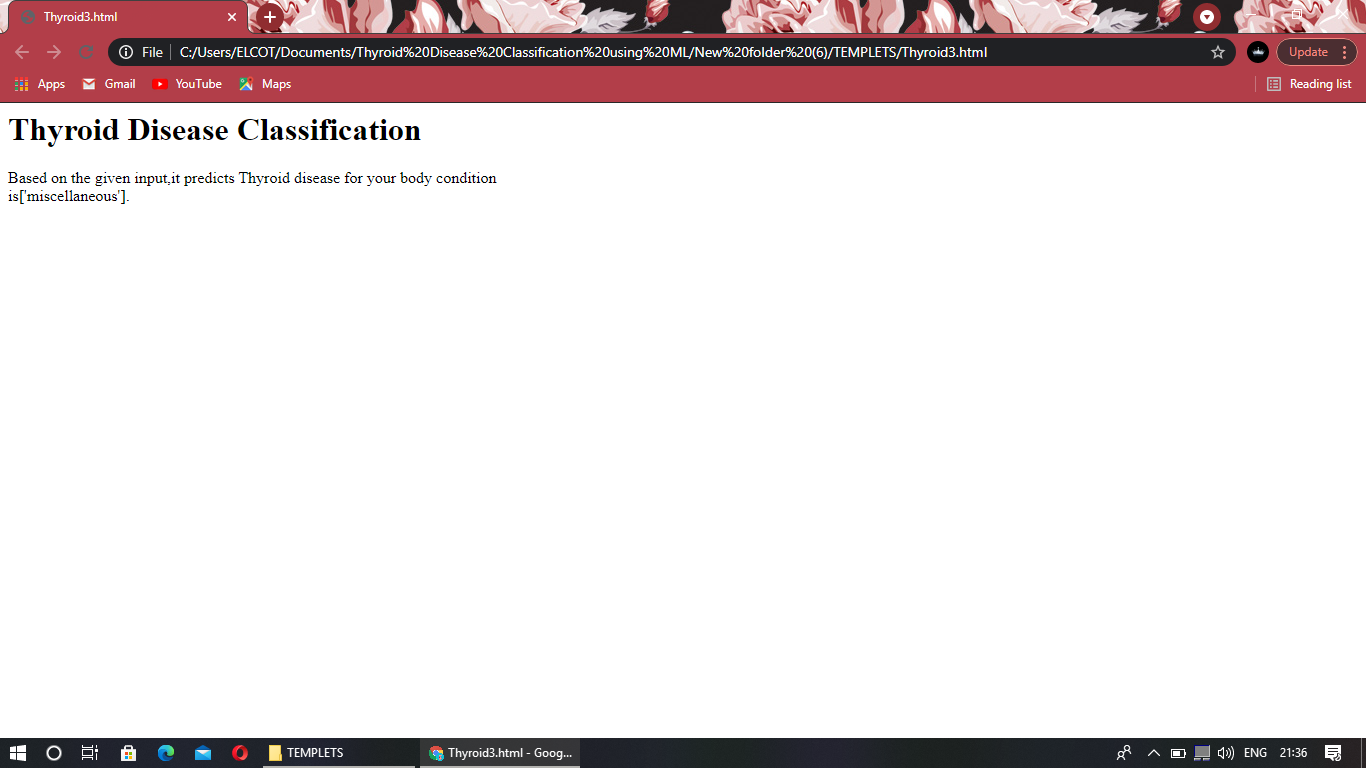 Thyroid3.html
File
C:/Users/ELCOT/Documents/Thyroid%20Disease%20Classification%20using%20ML/New%20folder%20(6)/TEMPLETS/Thyroid3.html
Update
Apps Gmail YouTube Maps Reading list
Thyroid Disease Classification
Based on the given input,it predicts Thyroid disease for your body condition
is['miscellaneous'].
TEMPLETS Thyroid3.html - Goog... ENG 21:36